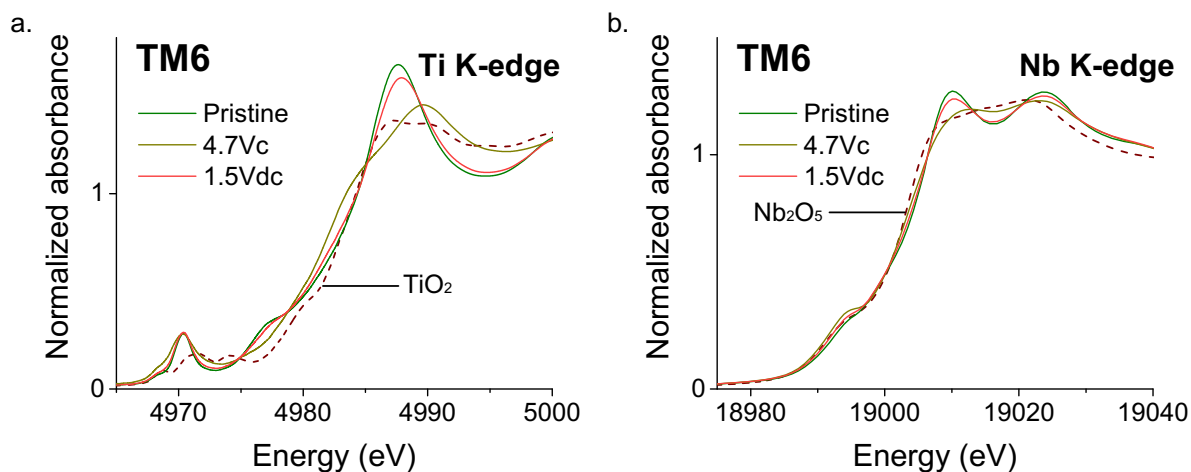 a.
TM6
Ti K-edge
Pristine
4.7Vc
1.5Vdc
TiO₂
Normalized absorbance
1
0
4970 4980 4990 5000
Energy (eV)
b.
TM6
Nb K-edge
Pristine
4.7Vc
1.5Vdc
Nb₂O₅
Normalized absorbance
1
0
18980 19000 19020 19040
Energy (eV)